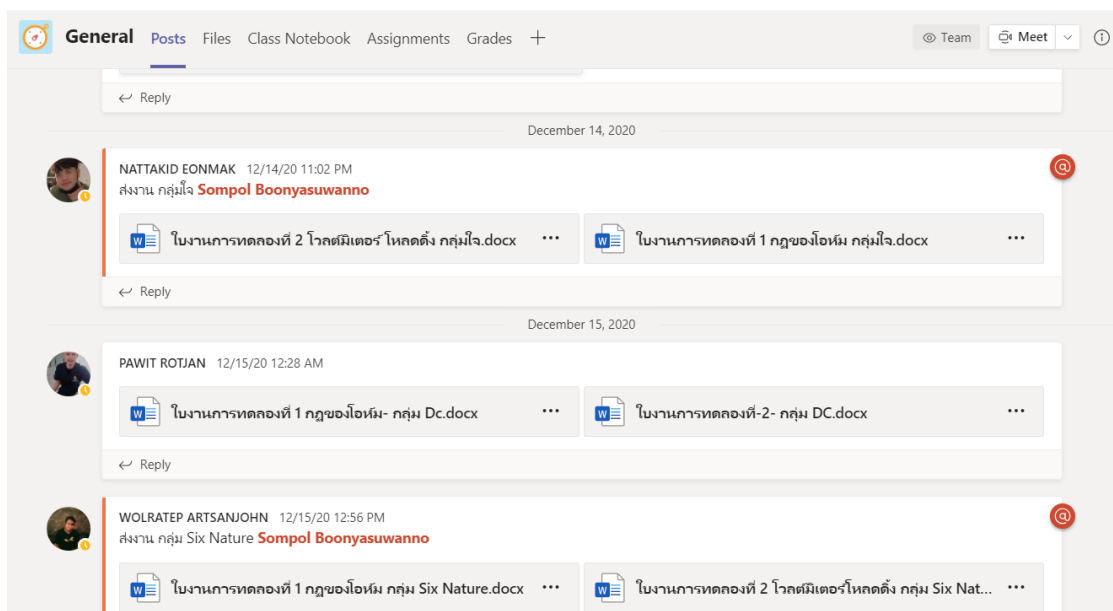 General Posts Files Class Notebook Assignments Grades +
Team Meet
Reply
December 14, 2020
NATTAKID EONMAK 12/14/20 11:02 PM
ส่งงาน กลุ่มใจ Sompol Boonyasuwanno
ใบงานการทดลองที่ 2 โวลต์มิเตอร์ โหลดดิ้ง กลุ่มใจ.docx ... ใบงานการทดลองที่ 1 กฎของโอห์ม กลุ่มใจ.docx ...
Reply
December 15, 2020
PAWIT ROTJAN 12/15/20 12:28 AM
ใบงานการทดลองที่ 1 กฎของโอห์ม- กลุ่ม Dc.docx ... ใบงานการทดลองที่-2- กลุ่ม DC.docx ...
Reply
WOLRATEP ARTSANJOHN 12/15/20 12:56 PM
ส่งงาน กลุ่ม Six Nature Sompol Boonyasuwanno
ใบงานการทดลองที่ 1 กฎของโอห์ม กลุ่ม Six Nature.docx ... ใบงานการทดลองที่ 2 โวลต์มิเตอร์โหลดดิ้ง กลุ่ม Six Nat... ...